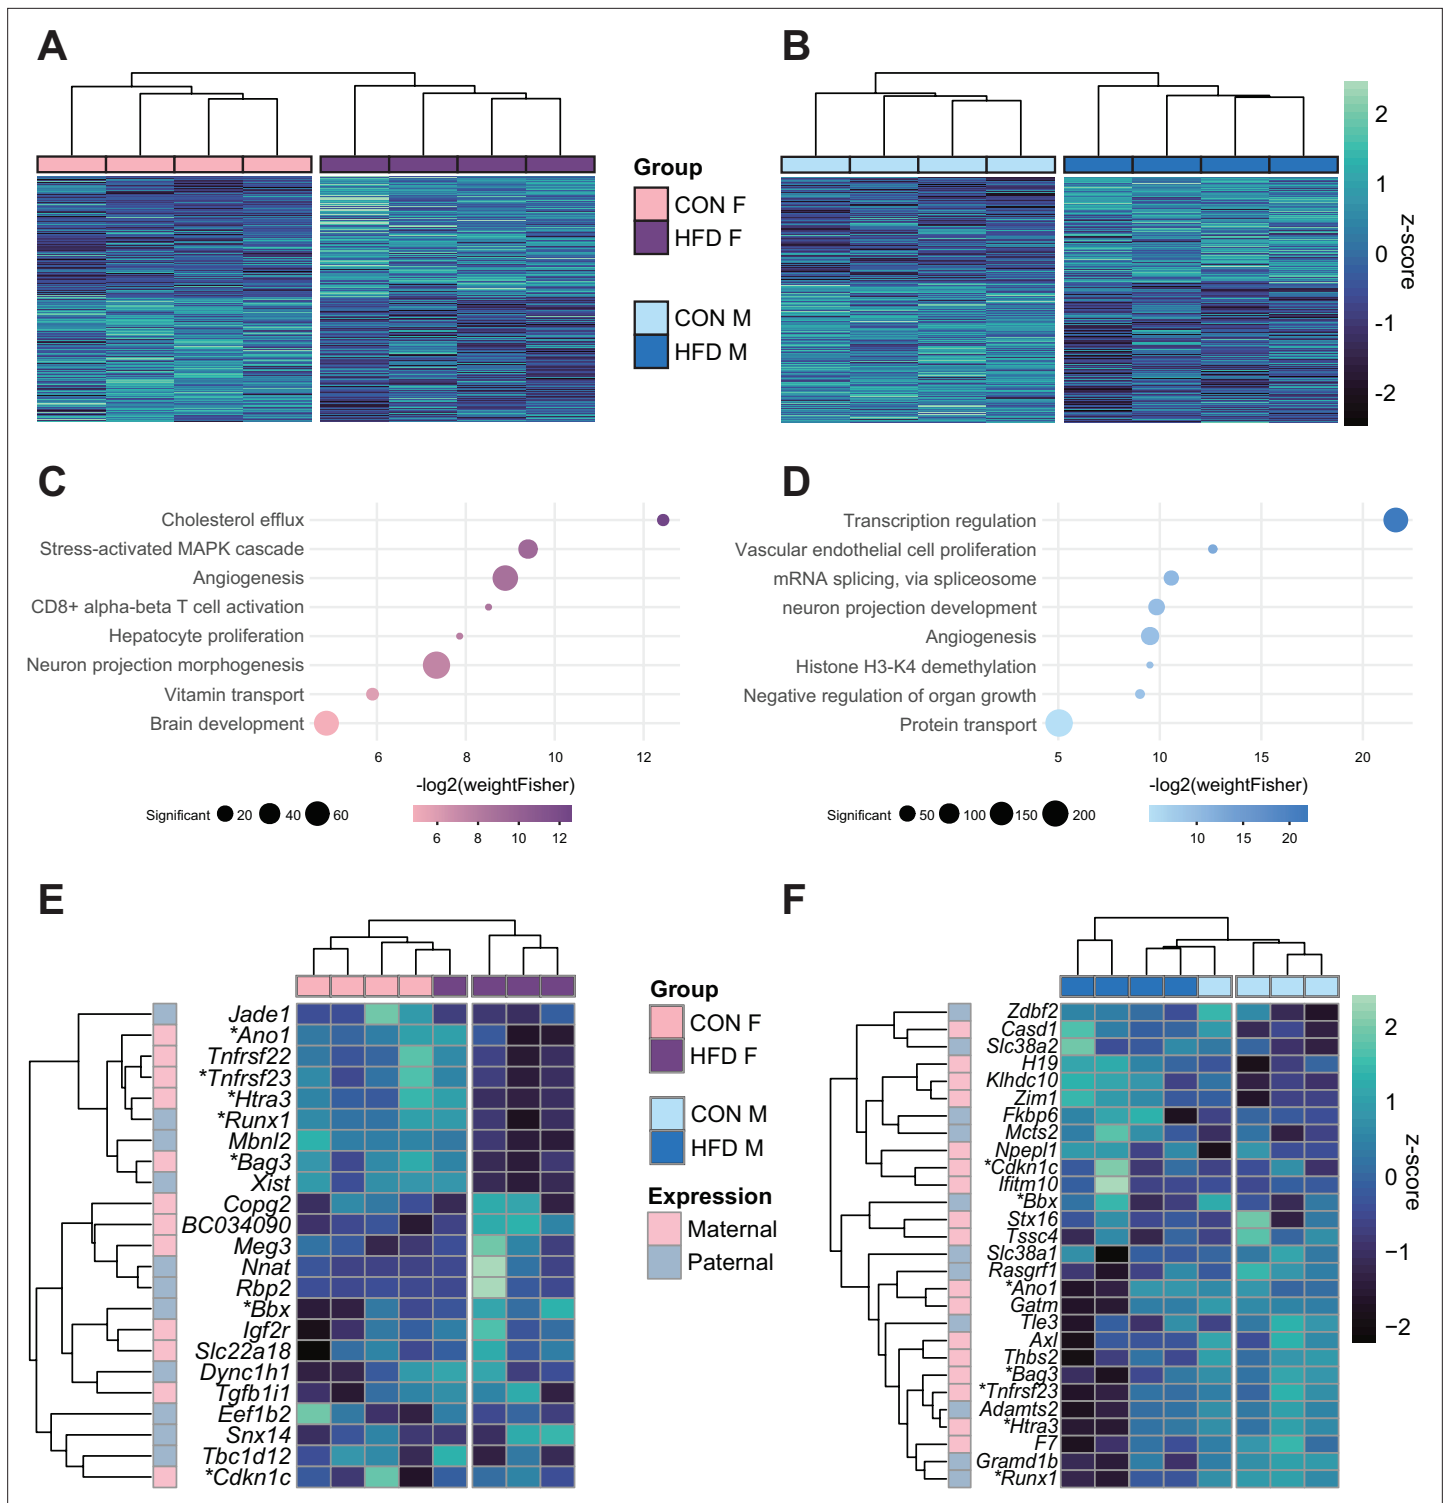 A
B
Group
CON F
HFD F
CON M
HFD M
2
1
0
-1
-2
z-score
C
Cholesterol efflux
Stress-activated MAPK cascade
Angiogenesis
CD8+ alpha-beta T cell activation
Hepatocyte proliferation
Neuron projection morphogenesis
Vitamin transport
Brain development
6 8 10 12
-log2(weightFisher)
Significant 20 40 60
6 8 10 12
D
Transcription regulation
Vascular endothelial cell proliferation
mRNA splicing, via spliceosome
neuron projection development
Angiogenesis
Histone H3-K4 demethylation
Negative regulation of organ growth
Protein transport
5 10 15 20
-log2(weightFisher)
Significant 50 100 150 200
10 15 20
E
Jade1
*Ano1
Tnfrsf22
*Tnfrsf23
*Htra3
*Runx1
Mbnl2
*Bag3
Xist
Copg2
BC034090
Meg3
Nnat
Rbp2
*Bbx
Igf2r
Slc22a18
Dync1h1
Tgfb1i1
Eef1b2
Snx14
Tbc1d12
*Cdkn1c
Group
CON F
HFD F
CON M
HFD M
Expression
Maternal
Paternal
F
Zdbf2
Casd1
Slc38a2
H19
Klhdc10
Zim1
Fkbp6
Mcts2
Npepl1
*Cdkn1c
Ifitm10
*Bbx
Stx16
Tssc4
Slc38a1
Rasgrf1
*Ano1
Gatm
Tle3
Axl
Thbs2
*Bag3
*Tnfrsf23
Adamts2
*Htra3
F7
Gramd1b
*Runx1
2
1
0
−1
−2
z-score